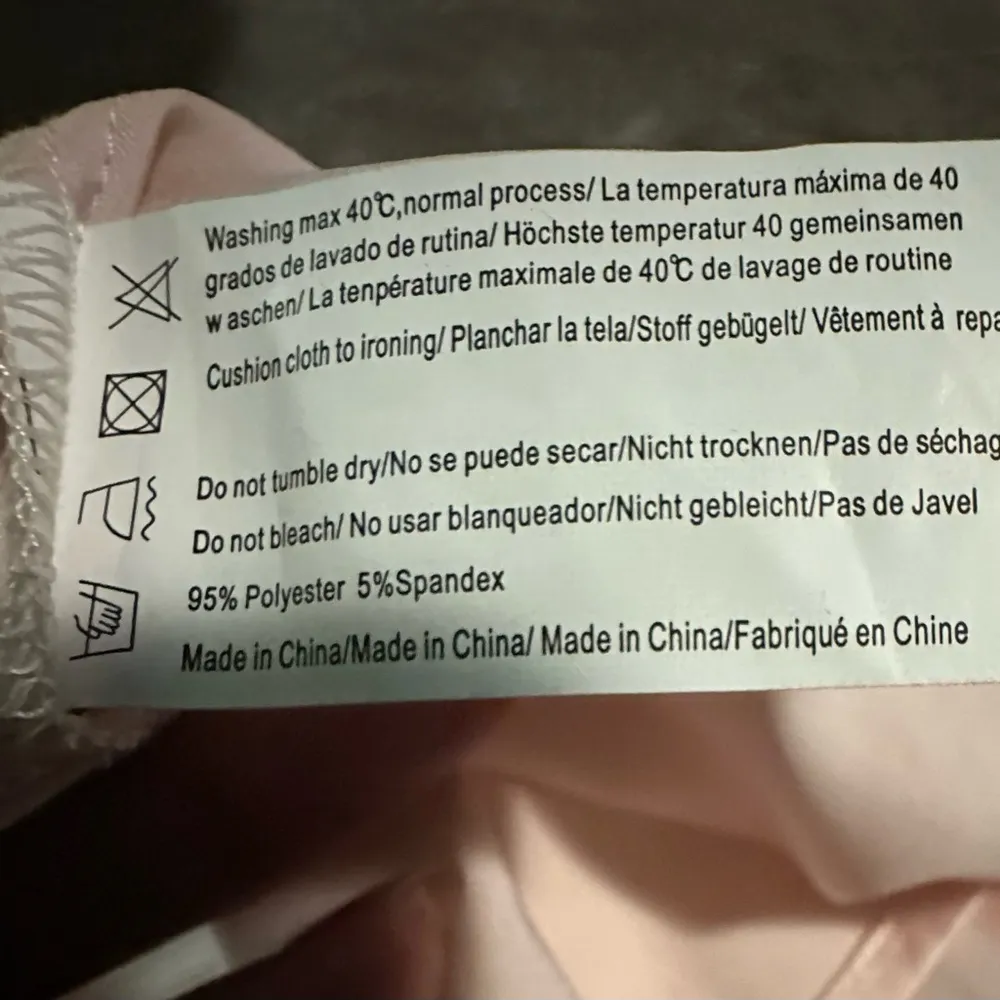 Washing max 40℃,normal process/ La temperatura máxima de 40
grados de lavado de rutina/ Höchste temperatur 40 gemeinsamen
w aschen/ La tenpérature maximale de 40℃ de lavage de routine
Cushion cloth to ironing/ Planchar la tela/Stoff gebügelt/ Vêtement à repa
Do not tumble dry/No se puede secar/Nicht trocknen/Pas de séchag
Do not bleach/ No usar blanqueador/Nicht gebleicht/Pas de Javel
95% Polyester 5%Spandex
Made in China/Made in China/ Made in China/Fabriqué en Chine